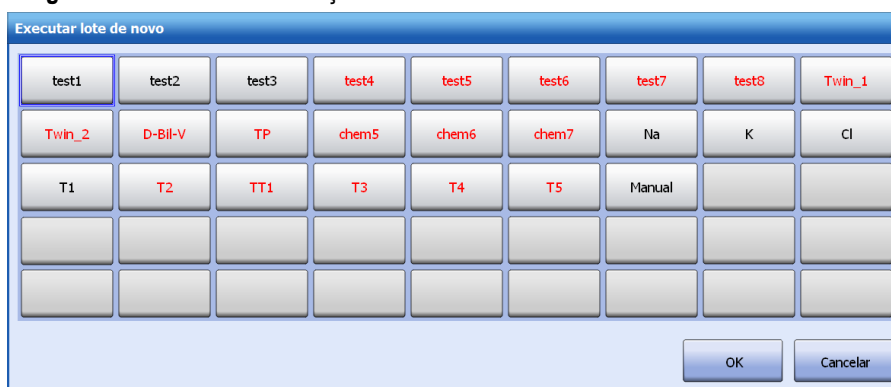 Executar lote de novo
test1 test2 test3 test4 test5 test6 test7 test8 Twin_1
Twin_2 D-Bil-V TP chem5 chem6 chem7 Na K Cl
T1 T2 TT1 T3 T4 T5 Manual
OK Cancelar